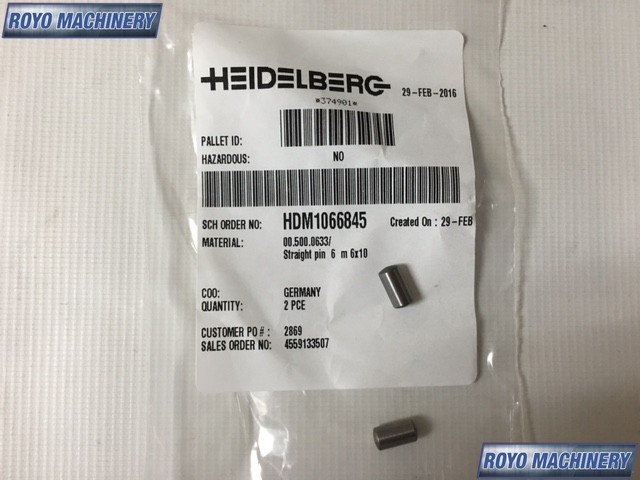 ROYO MACHINERY
HEIDELBERG
29-FEB-2016
*374901*
PALLET ID:
HAZARDOUS: NO
SCH ORDER NO: HDM1066845 Created On : 29-FEB
MATERIAL: 00.500.0633/
Straight pin 6 m 6x10
COO: GERMANY
QUANTITY: 2 PCE
CUSTOMER PO # : 2869
SALES ORDER NO: 4559133507
ROYO MACHINERY